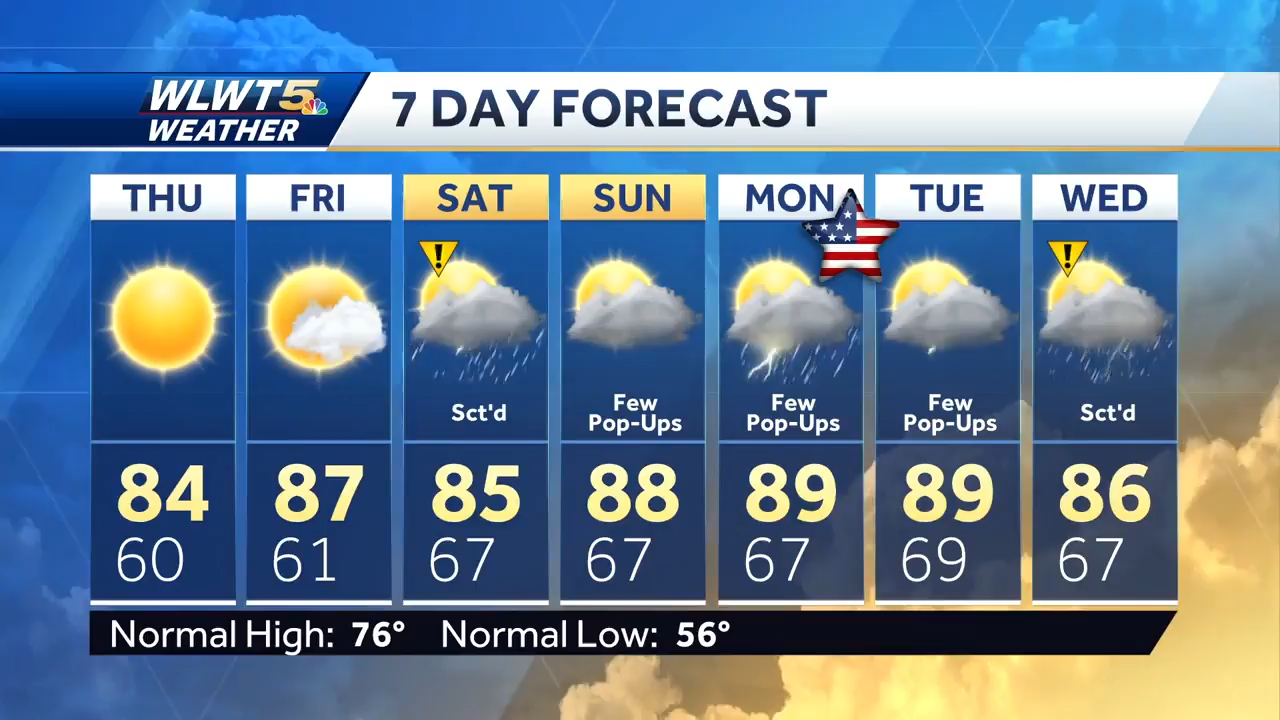 WLWT5
WEATHER
7 DAY FORECAST
THU FRI SAT SUN MON TUE WED
! !
Sct'd Few Few Few Sct'd
Pop-Ups Pop-Ups Pop-Ups
84 87 85 88 89 89 86
60 61 67 67 67 69 67
Normal High: 76° Normal Low: 56°